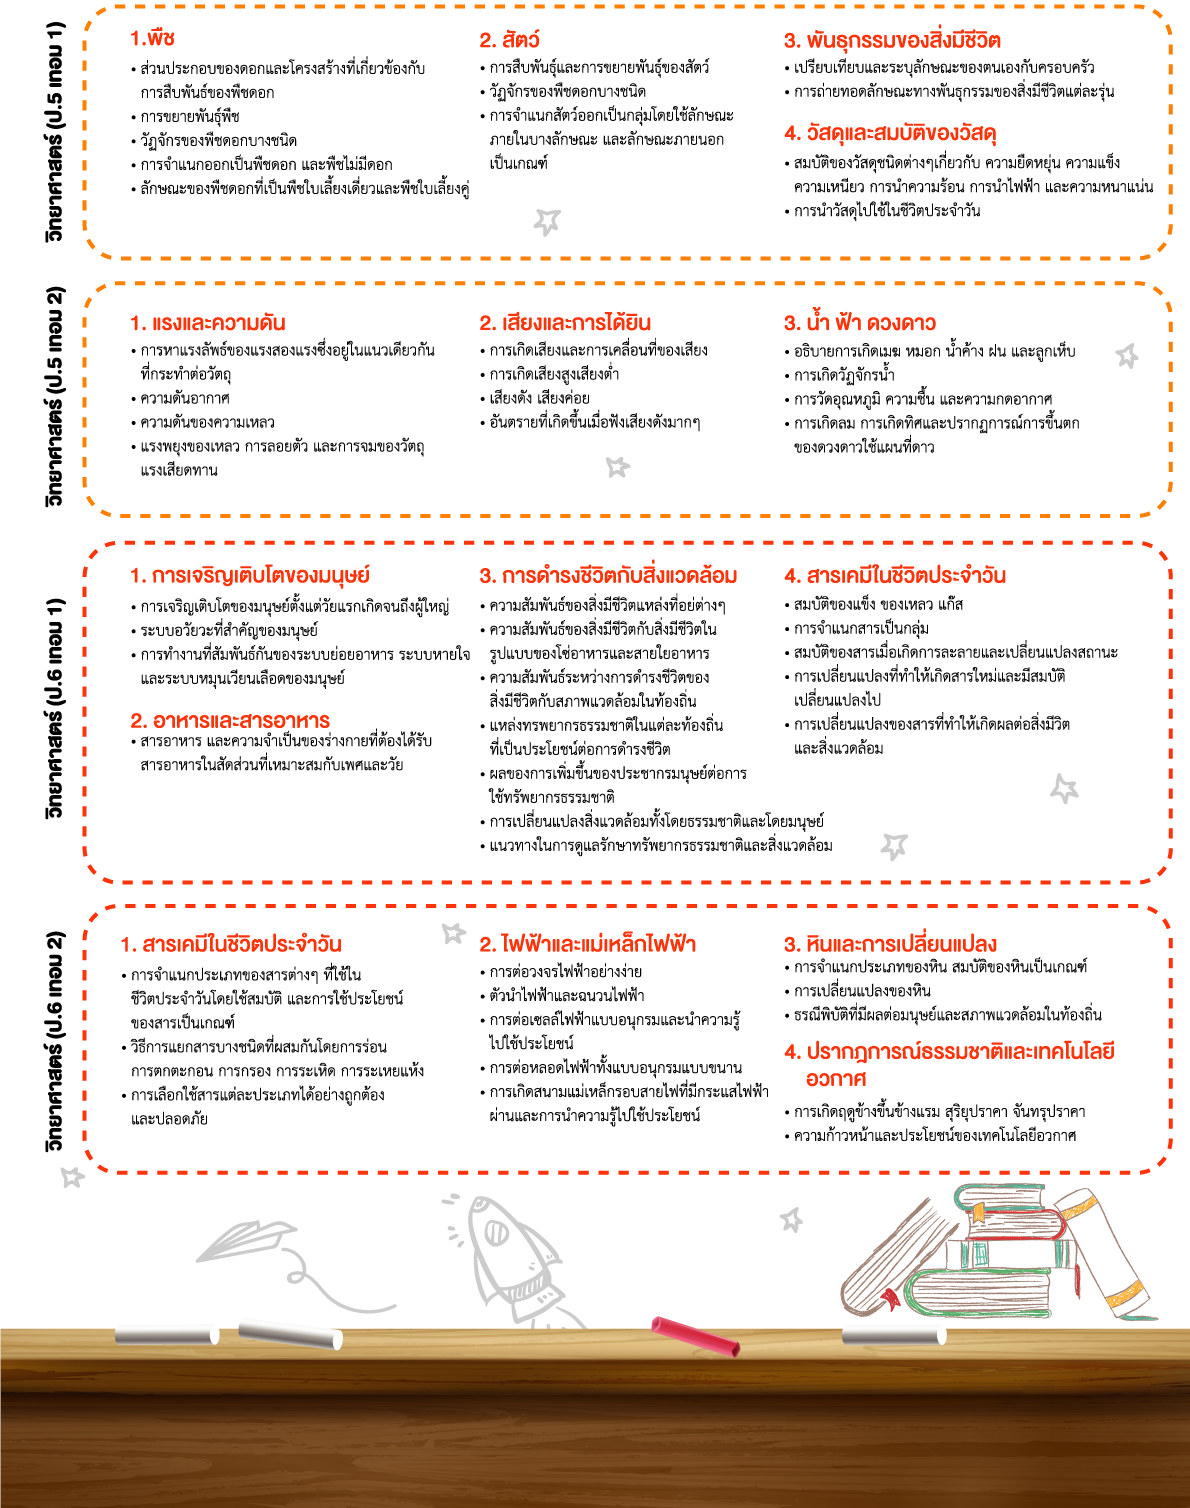 วิทยาศาสตร์ (ป.5 เทอม 1)
1.พืช
• ส่วนประกอบของดอกและโครงสร้างที่เกี่ยวข้องกับ
การสืบพันธ์ของพืชดอก
• การขยายพันธุ์พืช
• วัฏจักรของพืชดอกบางชนิด
• การจำแนกออกเป็นพืชดอก และพืชไม่มีดอก
• ลักษณะของพืชดอกที่เป็นพืชใบเลี้ยงเดี่ยวและพืชใบเลี้ยงคู่
2. สัตว์
• การสืบพันธุ์และการขยายพันธุ์ของสัตว์
• วัฏจักรของพืชดอกบางชนิด
• การจำแนกสัตว์ออกเป็นกลุ่มโดยใช้ลักษณะ
ภายในบางลักษณะ และลักษณะภายนอก
เป็นเกณฑ์
3. พันธุกรรมของสิ่งมีชีวิต
• เปรียบเทียบและระบุลักษณะของตนเองกับครอบครัว
• การถ่ายทอดลักษณะทางพันธุกรรมของสิ่งมีชีวิตแต่ละรุ่น
4. วัสดุและสมบัติของวัสดุ
• สมบัติของวัสดุชนิดต่างๆเกี่ยวกับ ความยืดหยุ่น ความแข็ง
ความเหนียว การนำความร้อน การนำไฟฟ้า และความหนาแน่น
• การนำวัสดุไปใช้ในชีวิตประจำวัน
วิทยาศาสตร์ (ป.5 เทอม 2)
1. แรงและความดัน
• การหาแรงลัพธ์ของแรงสองแรงซึ่งอยู่ในแนวเดียวกัน
ที่กระทำต่อวัตถุ
• ความดันอากาศ
• ความดันของความเหลว
• แรงพยุงของเหลว การลอยตัว และการจมของวัตถุ
แรงเสียดทาน
2. เสียงและการได้ยิน
• การเกิดเสียงและการเคลื่อนที่ของเสียง
• การเกิดเสียงสูงเสียงต่ำ
• เสียงดัง เสียงค่อย
• อันตรายที่เกิดขึ้นเมื่อฟังเสียงดังมากๆ
3. น้ำ ฟ้า ดวงดาว
• อธิบายการเกิดเมฆ หมอก น้ำค้าง ฝน และลูกเห็บ
• การเกิดวัฏจักรน้ำ
• การวัดอุณหภูมิ ความชื้น และความกดอากาศ
• การเกิดลม การเกิดทิศและปรากฏการณ์การขึ้นตก
ของดวงดาวใช้แผนที่ดาว
วิทยาศาสตร์ (ป.6 เทอม 1)
1. การเจริญเติบโตของมนุษย์
• การเจริญเติบโตของมนุษย์ตั้งแต่วัยแรกเกิดจนถึงผู้ใหญ่
• ระบบอวัยวะที่สำคัญของมนุษย์
• การทำงานที่สัมพันธ์กันของระบบย่อยอาหาร ระบบหายใจ
และระบบหมุนเวียนเลือดของมนุษย์
2. อาหารและสารอาหาร
• สารอาหาร และความจำเป็นของร่างกายที่ต้องได้รับ
สารอาหารในสัดส่วนที่เหมาะสมกับเพศและวัย
3. การดำรงชีวิตกับสิ่งแวดล้อม
• ความสัมพันธ์ของสิ่งมีชีวิตแหล่งที่อย่ต่างๆ
• ความสัมพันธ์ของสิ่งมีชีวิตกับสิ่งมีชีวิตใน
รูปแบบของโซ่อาหารและสายใยอาหาร
• ความสัมพันธ์ระหว่างการดำรงชีวิตของ
สิ่งมีชีวิตกับสภาพแวดล้อมในท้องถิ่น
• แหล่งทรัพยากรธรรมชาติในแต่ละท้องถิ่น
ที่เป็นประโยชน์ต่อการดำรงชีวิต
• ผลของการเพิ่มขึ้นของประชากรมนุษย์ต่อการ
ใช้ทรัพยากรธรรมชาติ
• การเปลี่ยนแปลงสิ่งแวดล้อมทั้งโดยธรรมชาติและโดยมนุษย์
• แนวทางในการดูแลรักษาทรัพยากรธรรมชาติและสิ่งแวดล้อม
4. สารเคมีในชีวิตประจำวัน
• สมบัติของแข็ง ของเหลว แก๊ส
• การจำแนกสารเป็นกลุ่ม
• สมบัติของสารเมื่อเกิดการละลายและเปลี่ยนแปลงสถานะ
• การเปลี่ยนแปลงที่ทำให้เกิดสารใหม่และมีสมบัติ
เปลี่ยนแปลงไป
• การเปลี่ยนแปลงของสารที่ทำให้เกิดผลต่อสิ่งมีวิต
และสิ่งแวดล้อม
วิทยาศาสตร์ (ป.6 เทอม 2)
1. สารเคมีในชีวิตประจำวัน
• การจำแนกประเภทของสารต่างๆ ที่ใช้ใน
ชีวิตประจำวันโดยใช้สมบัติ และการใช้ประโยชน์
ของสารเป็นเกณฑ์
• วิธีการแยกสารบางชนิดที่ผสมกันโดยการร่อน
การตกตะกอน การกรอง การระเหิด การระเหยแห้ง
• การเลือกใช้สารแต่ละประเภทได้อย่างถูกต้อง
และปลอดภัย
2. ไฟฟ้าและแม่เหล็กไฟฟ้า
• การต่อวงจรไฟฟ้าอย่างง่าย
• ตัวนำไฟฟ้าและฉนวนไฟฟ้า
• การต่อเซลล์ไฟฟ้าแบบอนุกรมและนำความรู้
ไปใช้ประโยชน์
• การต่อหลอดไฟฟ้าทั้งแบบอนุกรมแบบขนาน
• การเกิดสนามแม่เหล็กรอบสายไฟที่มีกระแสไฟฟ้า
ผ่านและการนำความรู้ไปใช้ประโยชน์
3. หินและการเปลี่ยนแปลง
• การจำแนกประเภทของหิน สมบัติของหินเป็นเกณฑ์
• การเปลี่ยนแปลงของหิน
• ธรณีพิบัติที่มีผลต่อมนุษย์และสภาพแวดล้อมในท้องถิ่น
4. ปรากฎการณ์ธรรมชาติและเทคโนโลยี
อวกาศ
• การเกิดฤดูข้างขึ้นข้างแรม สุริยุปราคา จันทรุปราคา
• ความก้าวหน้าและประโยชน์ของเทคโนโลยีอวกาศ